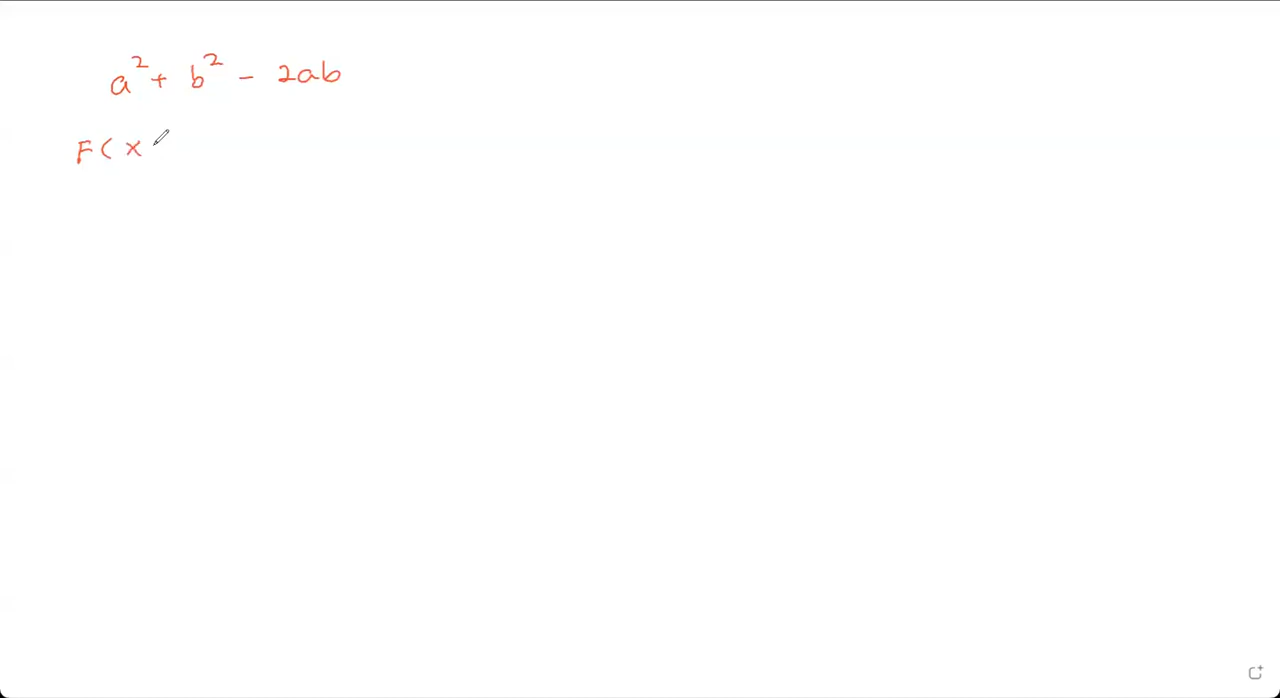 a² + b² - 2ab
F(x